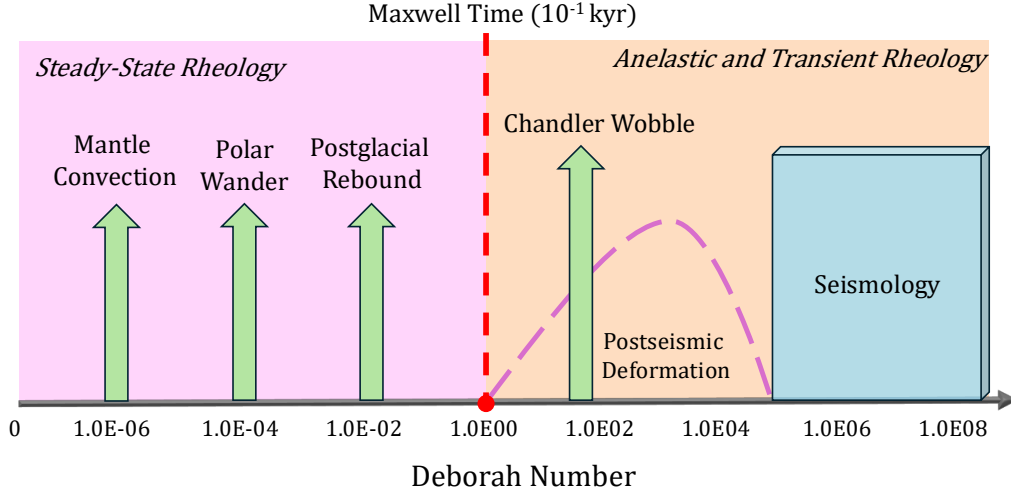 Maxwell Time (10⁻¹ kyr)
Steady-State Rheology
Anelastic and Transient Rheology
Mantle
Convection
Polar
Wander
Postglacial
Rebound
Chandler Wobble
Postseismic
Deformation
Seismology
0 1.0E-06 1.0E-04 1.0E-02 1.0E00 1.0E02 1.0E04 1.0E06 1.0E08
Deborah Number